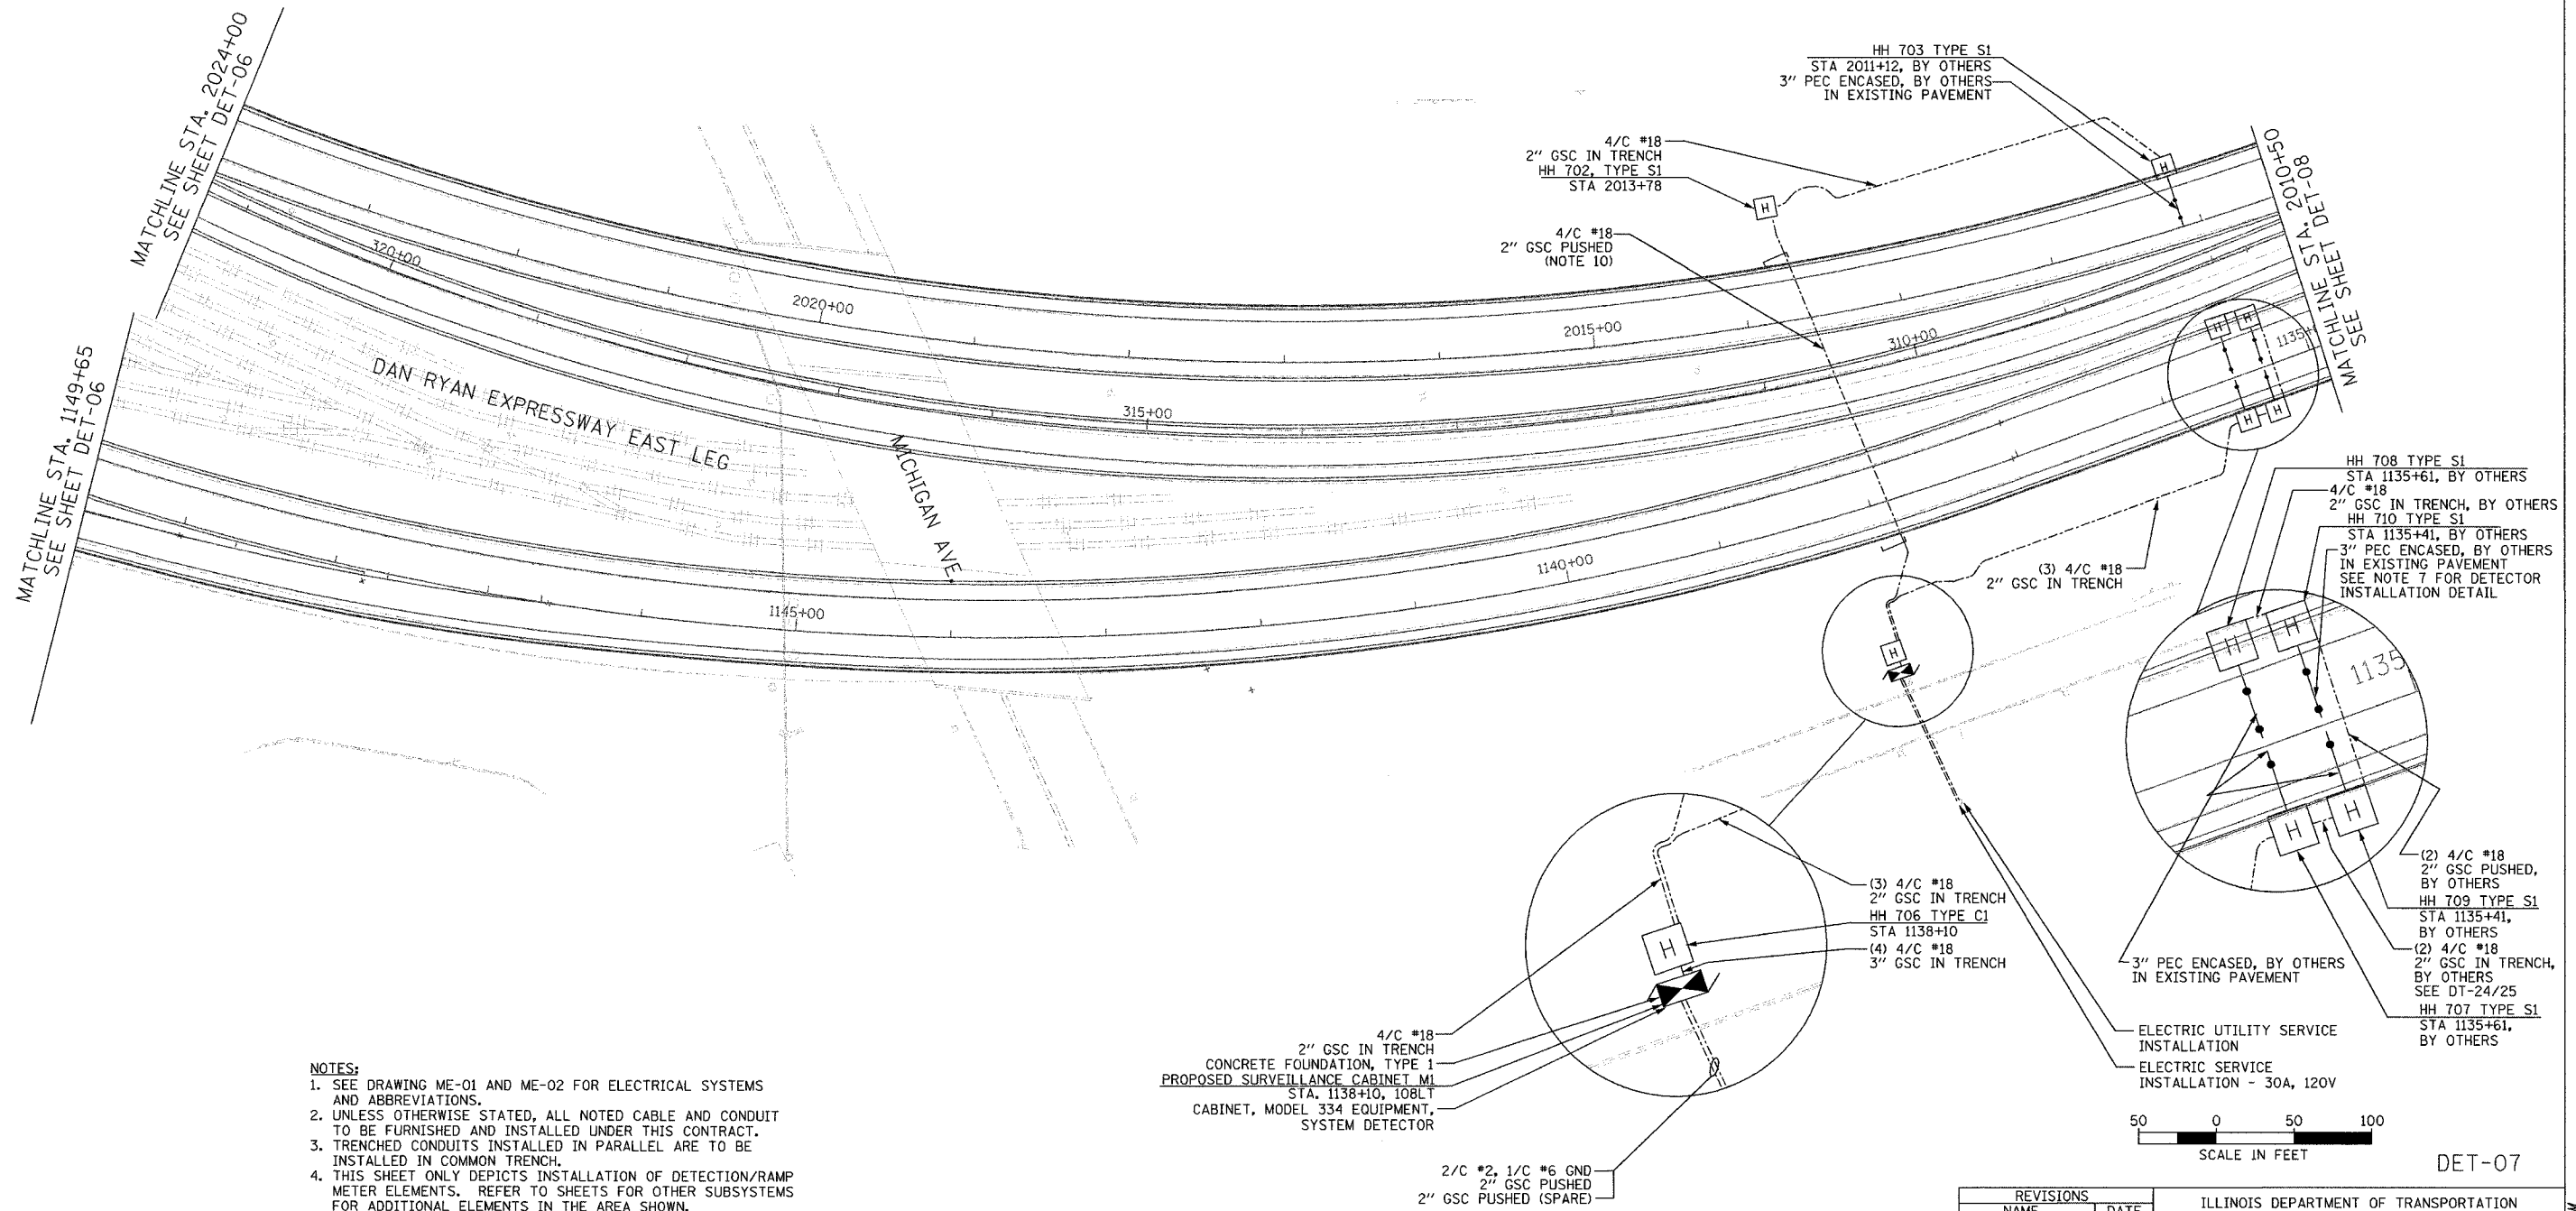 MATCHLINE STA. 2024+00
SEE SHEET DET-06
MATCHLINE STA. 1149+65
SEE SHEET DET-06
320+00
2020+00
315+00
2015+00
310+00
1145+00
1140+00
DAN RYAN EXPRESSWAY EAST LEG
MICHIGAN AVE.
HH 703 TYPE S1
STA 2011+12, BY OTHERS
3" PEC ENCASED, BY OTHERS
IN EXISTING PAVEMENT
4/C #18
2" GSC IN TRENCH
HH 702, TYPE S1
STA 2013+78
H
H
4/C #18
2" GSC PUSHED
(NOTE 10)
MATCHLINE STA. 2010+50
SEE SHEET DET-08
H
H
1135+
H
H
HH 708 TYPE S1
STA 1135+61, BY OTHERS
4/C #18
2" GSC IN TRENCH, BY OTHERS
HH 710 TYPE S1
STA 1135+41, BY OTHERS
3" PEC ENCASED, BY OTHERS
IN EXISTING PAVEMENT
SEE NOTE 7 FOR DETECTOR
INSTALLATION DETAIL
(3) 4/C #18
2" GSC IN TRENCH
H
H
H
1135
H
H
(2) 4/C #18
2" GSC PUSHED,
BY OTHERS
HH 709 TYPE S1
STA 1135+41,
BY OTHERS
(2) 4/C #18
2" GSC IN TRENCH,
BY OTHERS
SEE DT-24/25
HH 707 TYPE S1
STA 1135+61,
BY OTHERS
3" PEC ENCASED, BY OTHERS
IN EXISTING PAVEMENT
(3) 4/C #18
2" GSC IN TRENCH
HH 706 TYPE C1
STA 1138+10
(4) 4/C #18
3" GSC IN TRENCH
H
4/C #18
2" GSC IN TRENCH
CONCRETE FOUNDATION, TYPE 1
PROPOSED SURVEILLANCE CABINET M1
STA. 1138+10, 108LT
CABINET, MODEL 334 EQUIPMENT,
SYSTEM DETECTOR
2/C #2, 1/C #6 GND
2" GSC PUSHED
2" GSC PUSHED (SPARE)
ELECTRIC UTILITY SERVICE
INSTALLATION
ELECTRIC SERVICE
INSTALLATION - 30A, 120V
50 0 50 100
SCALE IN FEET
DET-07
NOTES:
1. SEE DRAWING ME-01 AND ME-02 FOR ELECTRICAL SYSTEMS
AND ABBREVIATIONS.
2. UNLESS OTHERWISE STATED, ALL NOTED CABLE AND CONDUIT
TO BE FURNISHED AND INSTALLED UNDER THIS CONTRACT.
3. TRENCHED CONDUITS INSTALLED IN PARALLEL ARE TO BE
INSTALLED IN COMMON TRENCH.
4. THIS SHEET ONLY DEPICTS INSTALLATION OF DETECTION/RAMP
METER ELEMENTS. REFER TO SHEETS FOR OTHER SUBSYSTEMS
FOR ADDITIONAL ELEMENTS IN THE AREA SHOWN.
REVISIONS
NAME DATE
ILLINOIS DEPARTMENT OF TRANSPORTATION